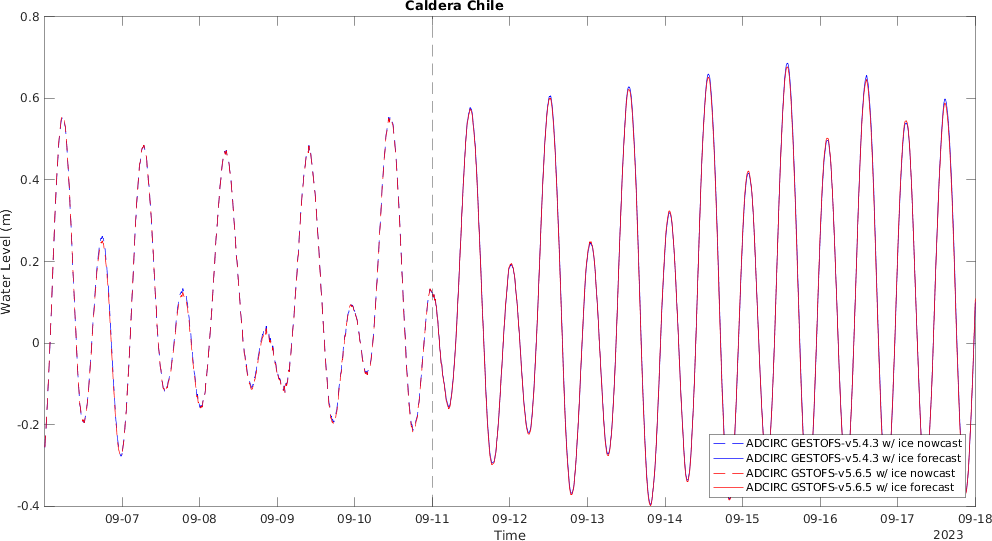 Caldera Chile
0.8
0.6
0.4
0.2
0
-0.2
-0.4
Water Level (m)
ADCIRC GESTOFS-v5.4.3 w/ ice nowcast
ADCIRC GESTOFS-v5.4.3 w/ ice forecast
ADCIRC GSTOFS-v5.6.5 w/ ice nowcast
ADCIRC GSTOFS-v5.6.5 w/ ice forecast
09-07 09-08 09-09 09-10 09-11 09-12 09-13 09-14 09-15 09-16 09-17 09-18
Time
2023